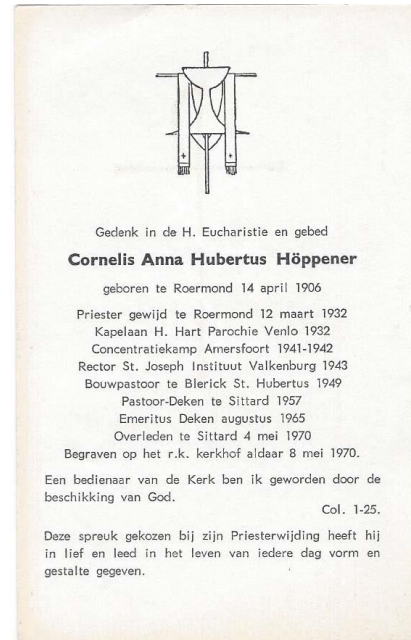 Gedenk in de H. Eucharistie en gebed
Cornelis Anna Hubertus Höppener
geboren te Roermond 14 april 1906
Priester gewijd te Roermond 12 maart 1932
Kapelaan H. Hart Parochie Venlo 1932
Concentratiekamp Amersfoort 1941-1942
Rector St. Joseph Instituut Valkenburg 1943
Bouwpastoor te Blerick St. Hubertus 1949
Pastoor-Deken te Sittard 1957
Emeritus Deken augustus 1965
Overleden te Sittard 4 mei 1970
Begraven op het r.k. kerkhof aldaar 8 mei 1970.
Een bedienaar van de Kerk ben ik geworden door de
beschikking van God.
Col. 1-25.
Deze spreuk gekozen bij zijn Priesterwijding heeft hij
in lief en leed in het leven van iedere dag vorm en
gestalte gegeven.